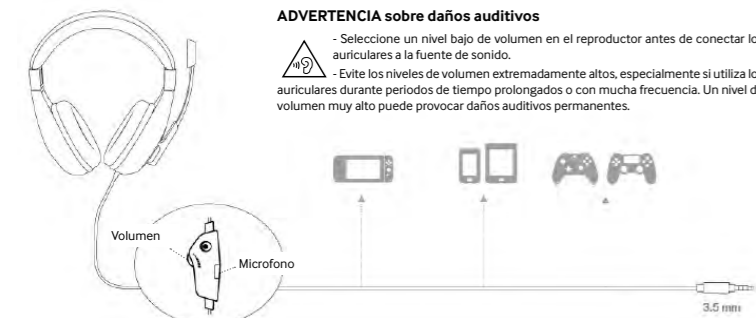 ADVERTENCIA sobre daños auditivos
- Seleccione un nivel bajo de volumen en el reproductor antes de conectar lo
auriculares a la fuente de sonido.
- Evite los niveles de volumen extremadamente altos, especialmente si utiliza lo
auriculares durante periodos de tiempo prolongados o con mucha frecuencia. Un nivel d
volumen muy alto puede provocar daños auditivos permanentes.
Volumen
Microfono
3.5 mm